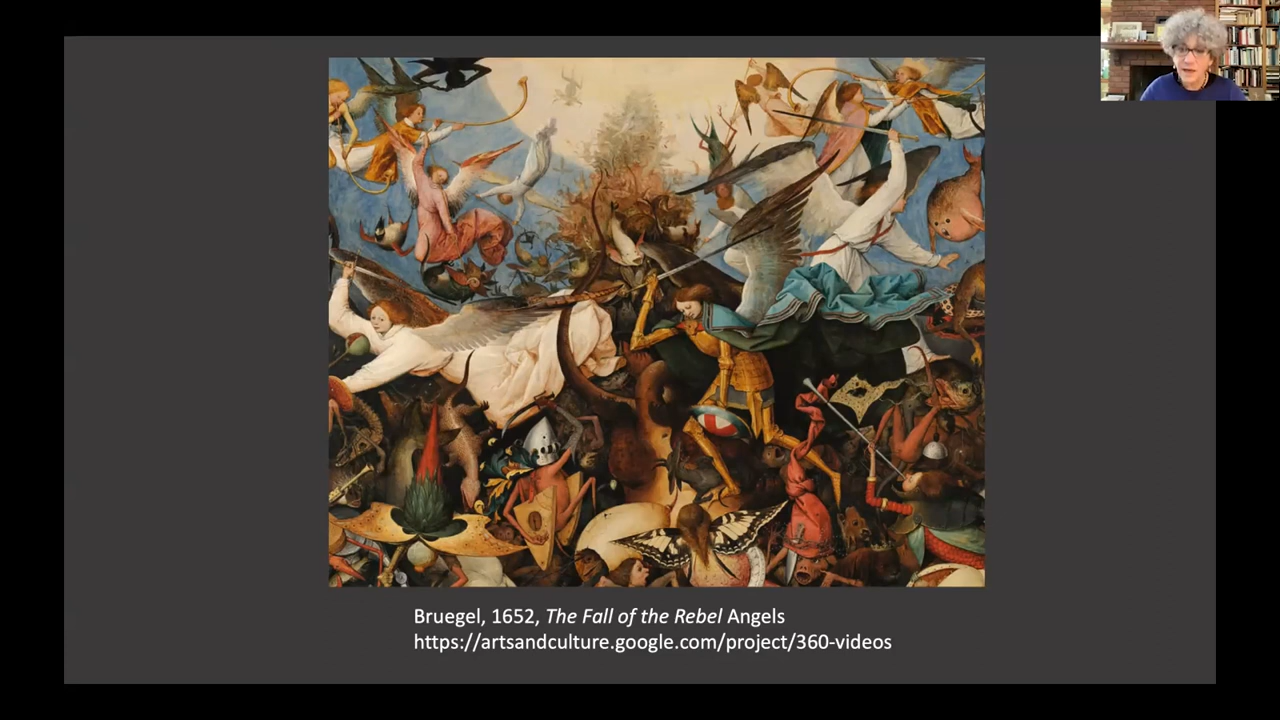 Bruegel, 1652, The Fall of the Rebel Angels
https://artsandculture.google.com/project/360-videos